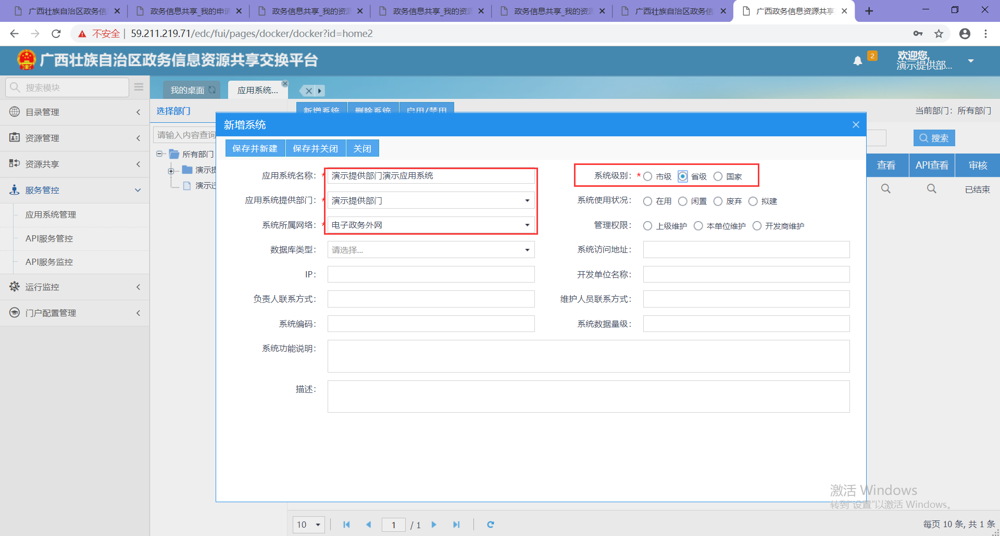 广西壮族自治区政务信
政务信息共享_我的申请
政务信息共享_我的资源
政务信息共享_我的资源
政务信息共享_我的资源
广西壮族自治区政务信
广西政务信息资源共享
不安全
59.211.219.71/edc/fui/pages/docker/docker?id=home2
广西壮族自治区政务信息资源共享交换平台
2
欢迎您,
演示提供部...
搜索模块
我的桌面
应用系统...
目录管理
资源管理
资源共享
服务管控
应用系统管理
API服务管控
API服务监控
运行监控
门户配置管理
选择部门
新增系统
删除系统
启用/禁用
当前部门：所有部门
请输入内容查询
搜索
所有部门
演示提
演示迁
查看
API查看
审核
已结束
新增系统
保存并新建
保存并关闭
关闭
应用系统名称：*
演示提供部门演示应用系统
系统级别：* 市级 省级 国家
应用系统提供部门：*
演示提供部门
系统使用状况： 在用 闲置 废弃 拟建
系统所属网络：*
电子政务外网
管理权限： 上级维护 本单位维护 开发商维护
数据库类型：
请选择...
系统访问地址：
IP：
开发单位名称：
负责人联系方式：
维护人员联系方式：
系统编码：
系统数据量级：
系统功能说明：
描述：
激活 Windows
转到"设置"以激活 Windows。
10
1
/ 1
每页 10 条, 共 1 条